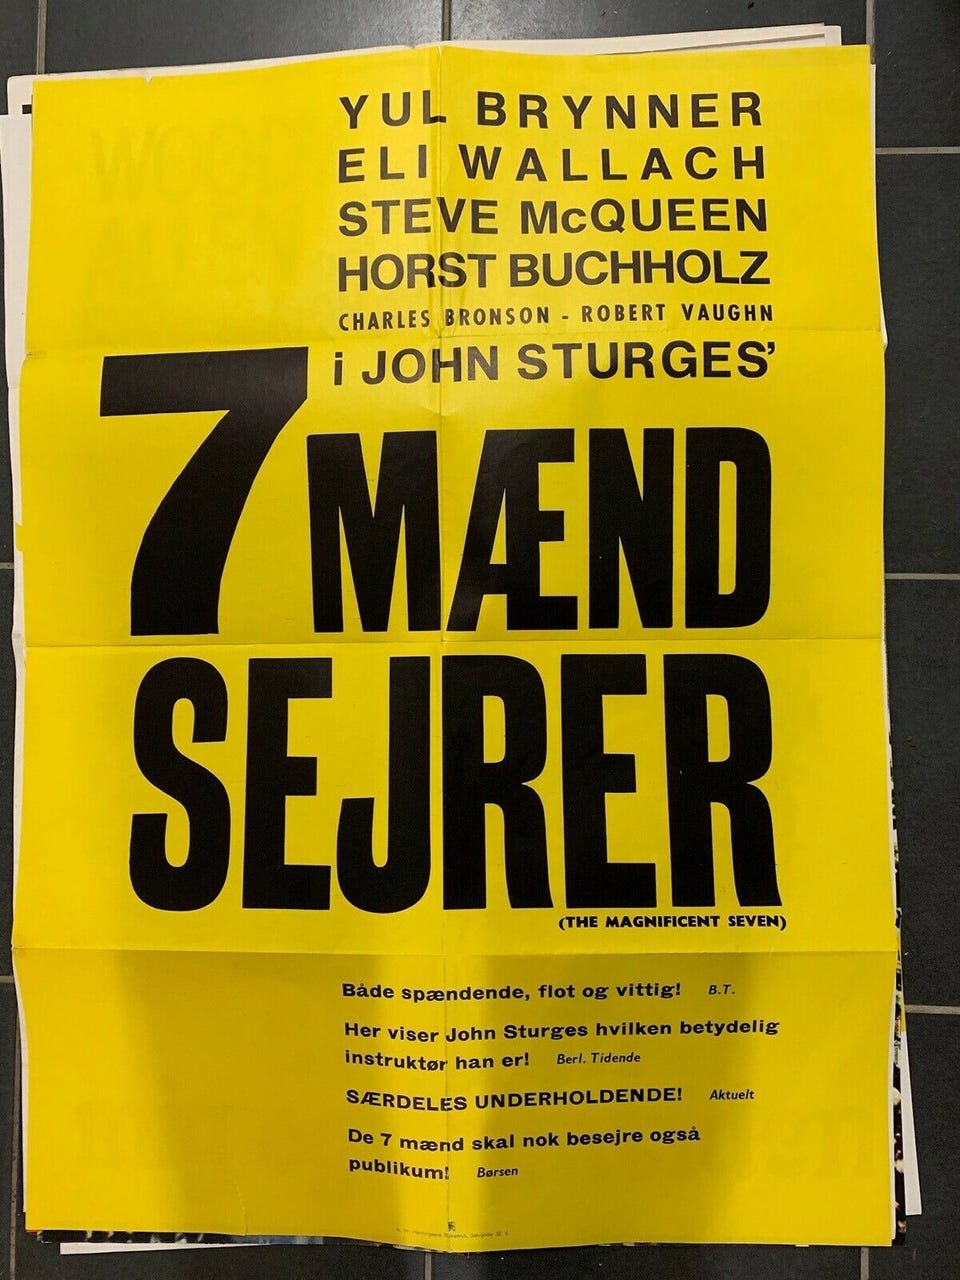 YUL BRYNNER
ELI WALLACH
STEVE McQUEEN
HORST BUCHHOLZ
CHARLES BRONSON - ROBERT VAUGHN
i JOHN STURGES'
7 MÆND
SEJRER
(THE MAGNIFICENT SEVEN)
Både spændende, flot og vittig! B.T.
Her viser John Sturges hvilken betydelig
instruktør han er! Berl. Tidende
SÆRDELES UNDERHOLDENDE! Aktuelt
De 7 mænd skal nok besejre også
publikum! Børsen
WOODY
ALLEN